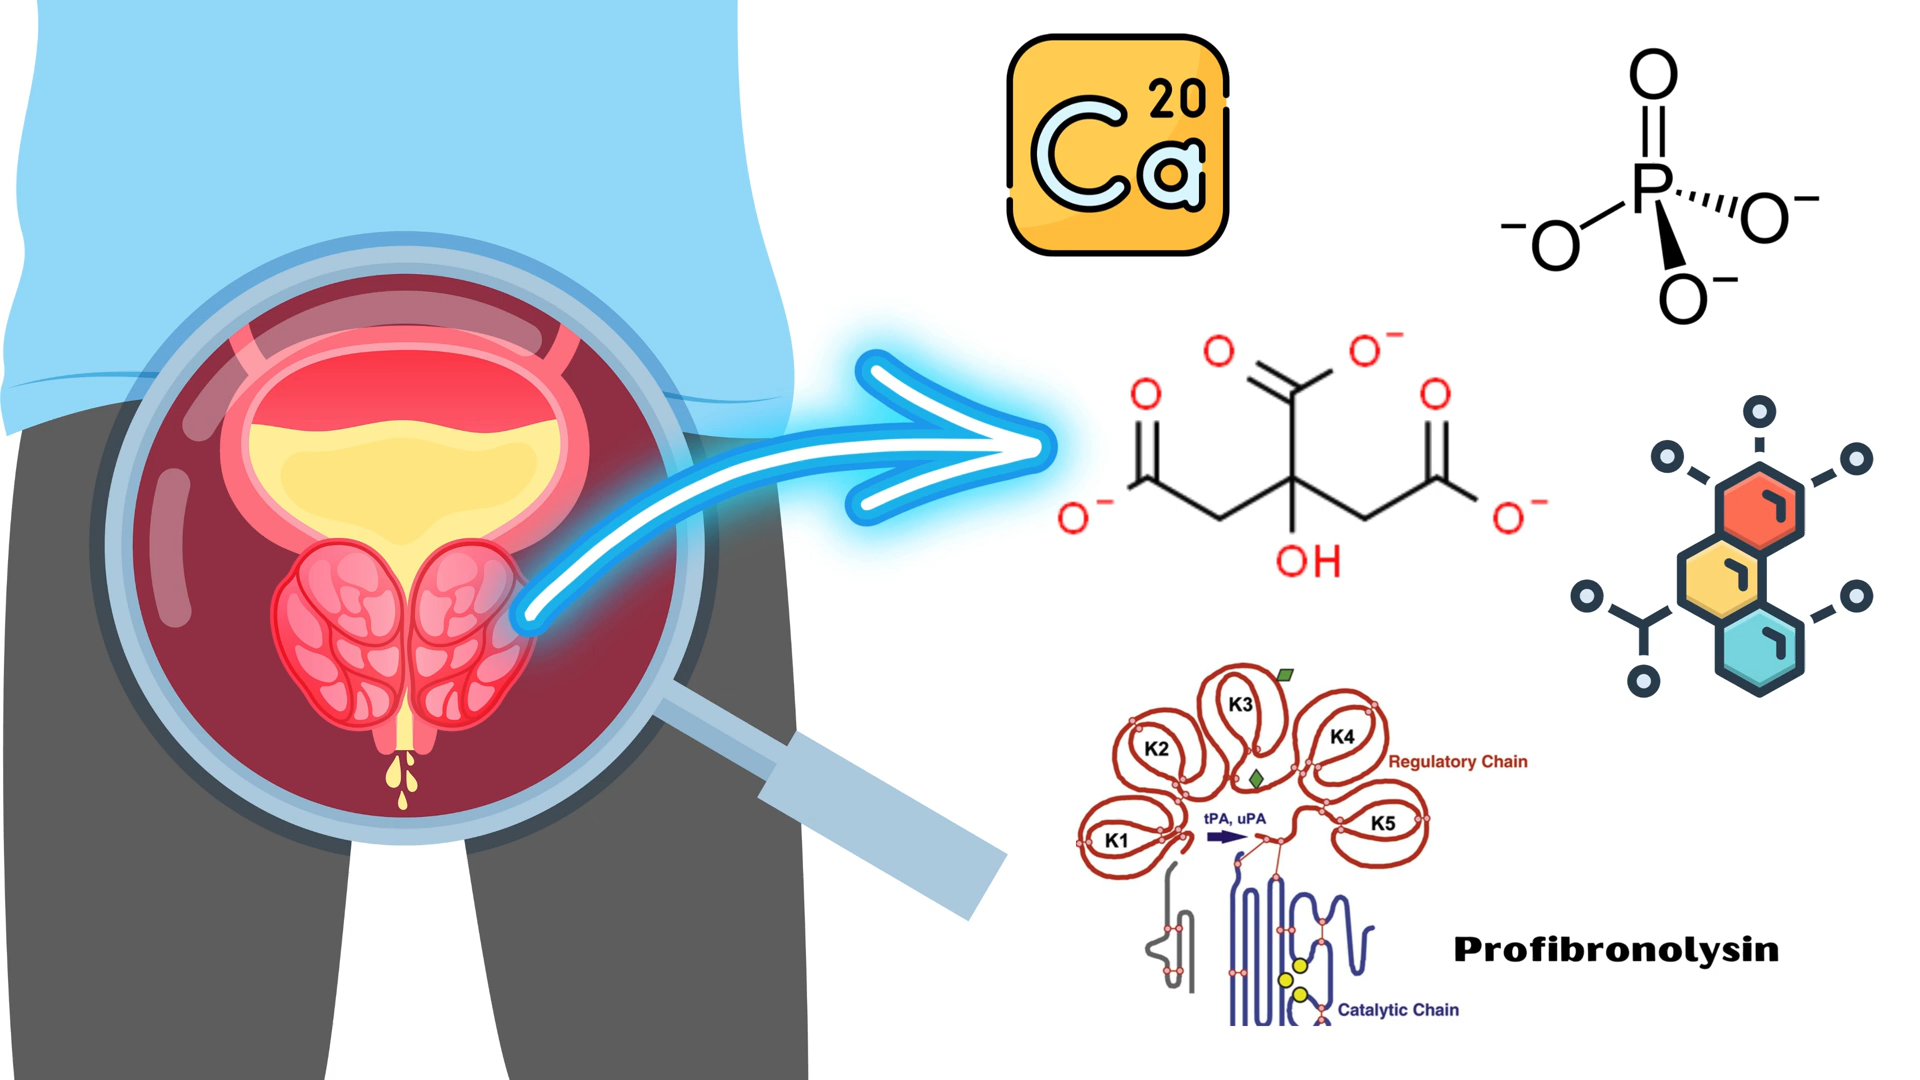 Ca 20
O
P
⁻O
O⁻
O⁻
O
O⁻
O
O
O⁻
O⁻
OH
K3
K2
K4
Regulatory Chain
tPA, uPA
K1
K5
Profibronolysin
Catalytic Chain